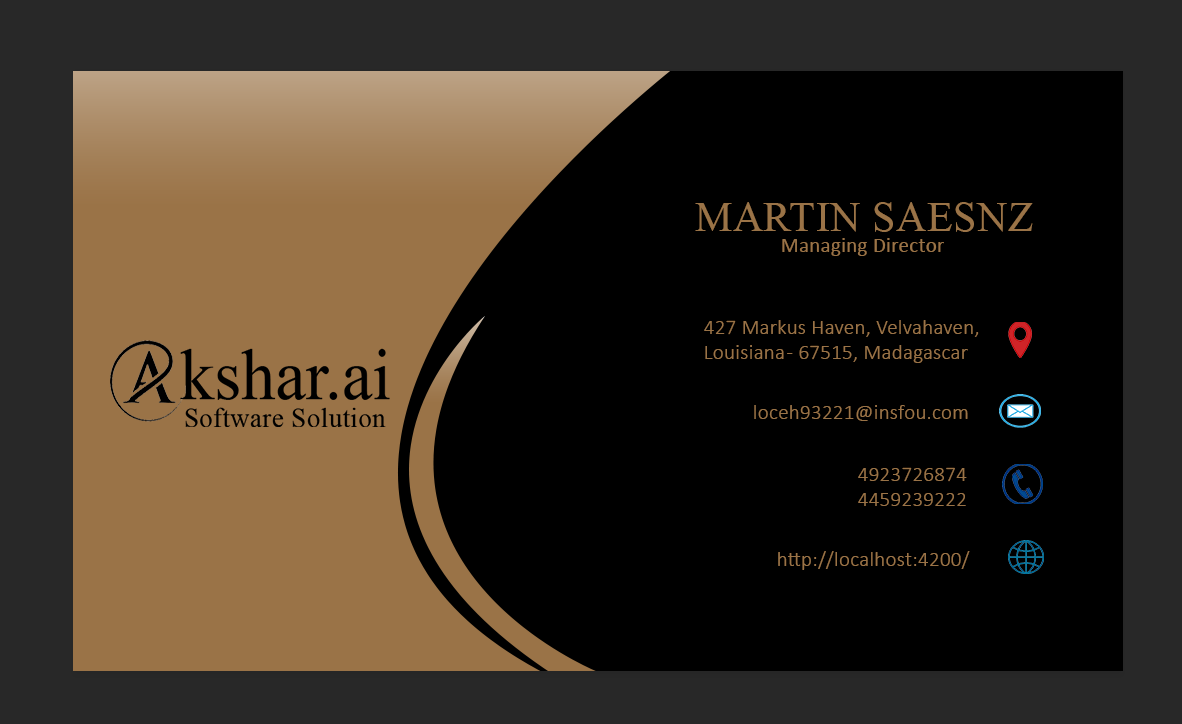 Akshar.ai
Software Solution
MARTIN SAESNZ
Managing Director
427 Markus Haven, Velvahaven,
Louisiana- 67515, Madagascar
loceh93221@insfou.com
4923726874
4459239222
http://localhost:4200/